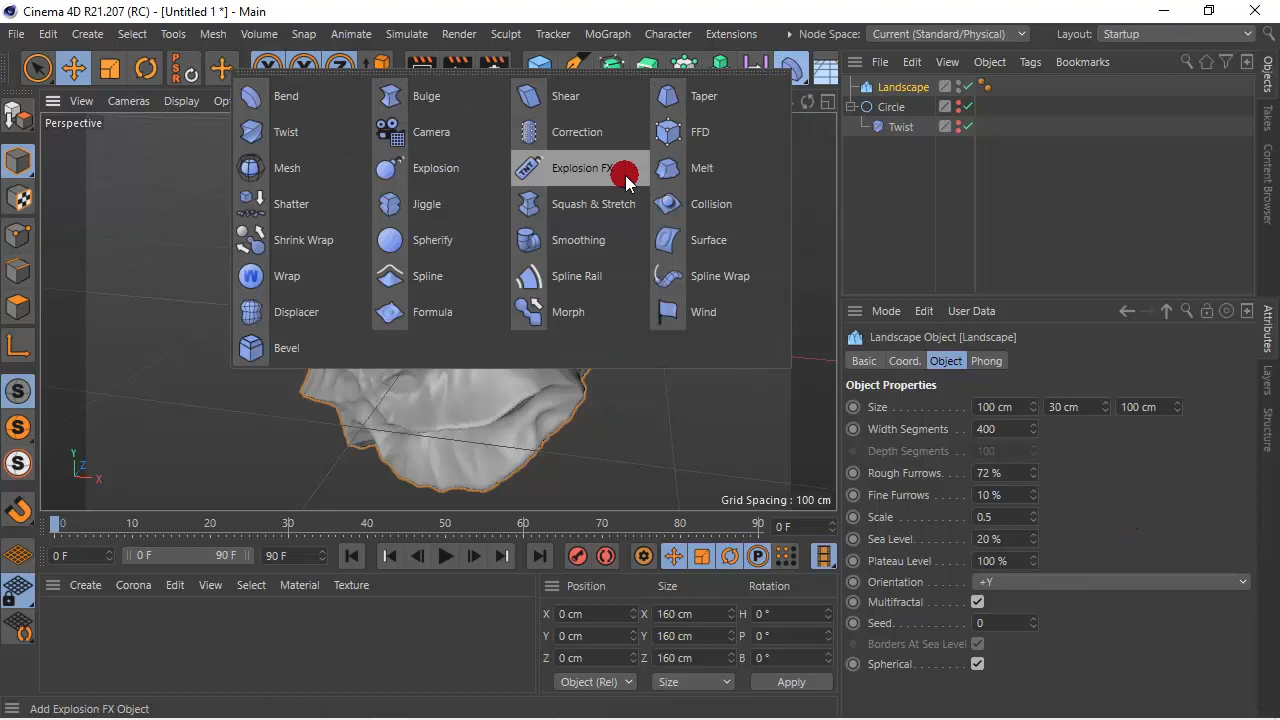 Cinema 4D R21.207 (RC) - [Untitled 1 *] - Main
File Edit Create Select Tools Mesh Volume Snap Animate Simulate Render Sculpt Tracker MoGraph Character Extensions Node Space: Current (Standard/Physical) Layout: Startup
PSR
X Y Z
File Edit View Object Tags Bookmarks
View Cameras Display
Perspective
Bend Bulge Shear Taper
Twist Camera Correction FFD
Mesh Explosion Explosion FX Melt
Shatter Jiggle Squash & Stretch Collision
Shrink Wrap Spherify Smoothing Surface
Wrap Spline Spline Rail Spline Wrap
Displacer Formula Morph Wind
Bevel
Landscape
Circle
Twist
Objects
Takes
Structure
Attributes
Layers
Mode Edit User Data
Landscape Object [Landscape]
Basic Coord. Object Phong
Object Properties
Size 100 cm 30 cm 100 cm
Width Segments 400
Depth Segments 100
Rough Furrows 72 %
Fine Furrows 10 %
Scale 0.5
Sea Level 20 %
Plateau Level 100 %
Orientation +Y
Multifractal
Seed 0
Borders At Sea Level
Spherical
Y
Z
X
Grid Spacing : 100 cm
0 10 20 30 40 50 60 70 80 90 0 F
0 F 0 F 90 F 90 F
Create Corona Edit View Select Material Texture
Position Size Rotation
X 0 cm X 160 cm H 0 °
Y 0 cm Y 160 cm P 0 °
Z 0 cm Z 160 cm B 0 °
Object (Rel) Size Apply
Add Explosion FX Object